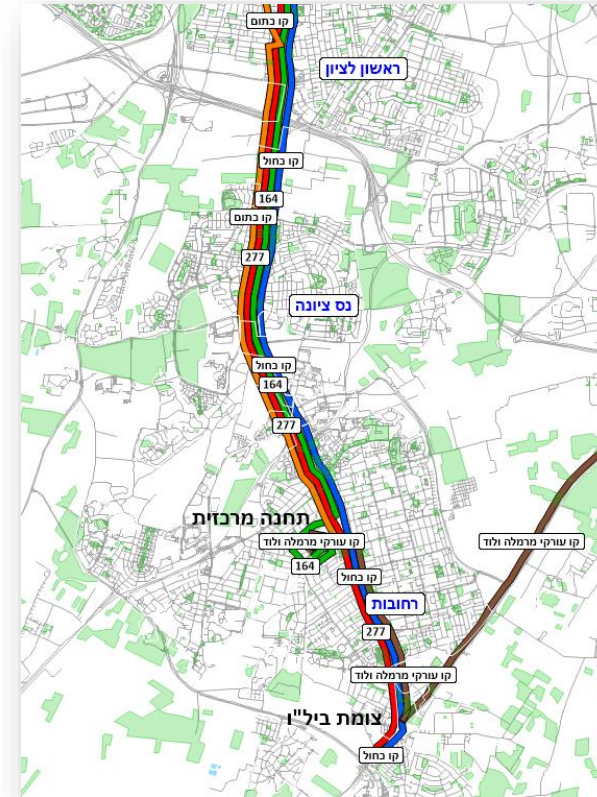 קו כתום
ראשון לציון
קו כחול
164
קו כתום
277
נס ציונה
קו כחול
164
277
תחנה מרכזית
קו עורקי מרמלה ולוד
קו עורקי מרמלה ולוד
164
קו כחול
רחובות
277
קו עורקי מרמלה ולוד
צומת ביל"ו
קו כחול